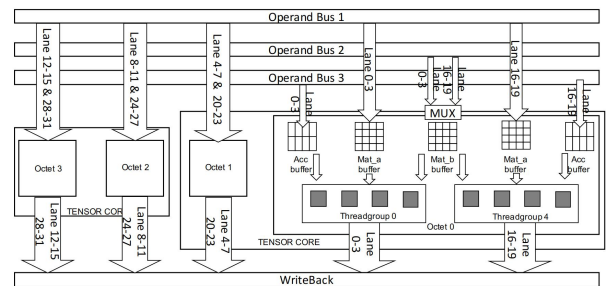 Operand Bus 1
Operand Bus 2
Operand Bus 3
Lane 12-15
& 28-31
Lane 8-11
& 24-27
Lane 4-7
& 20-23
Lane 0-3
Lane
0-3
Lane
16-19
Lane 16-19
Lane
0-3
Lane
16-19
MUX
Acc
buffer
Mat_a
buffer
Mat_b
buffer
Mat_a
buffer
Acc
buffer
Octet 3
Octet 2
Octet 1
Threadgroup 0
Threadgroup 4
Octet 0
TENSOR COR
TENSOR CORE
Lane 12-15
28-31
Lane 8-11
24-27
Lane 4-7
20-23
Lane
0-3
Lane
16-19
WriteBack